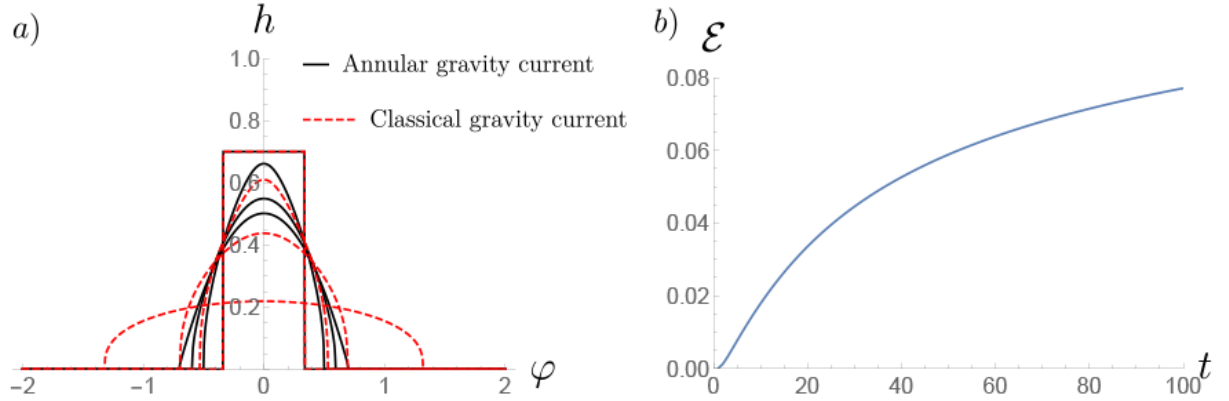 a)
h
1.0
0.8
0.6
0.4
0.2
Annular gravity current
Classical gravity current
−2
−1
0
1
2
φ
b)
ℰ
0.08
0.06
0.04
0.02
0.00
0
20
40
60
80
100
t